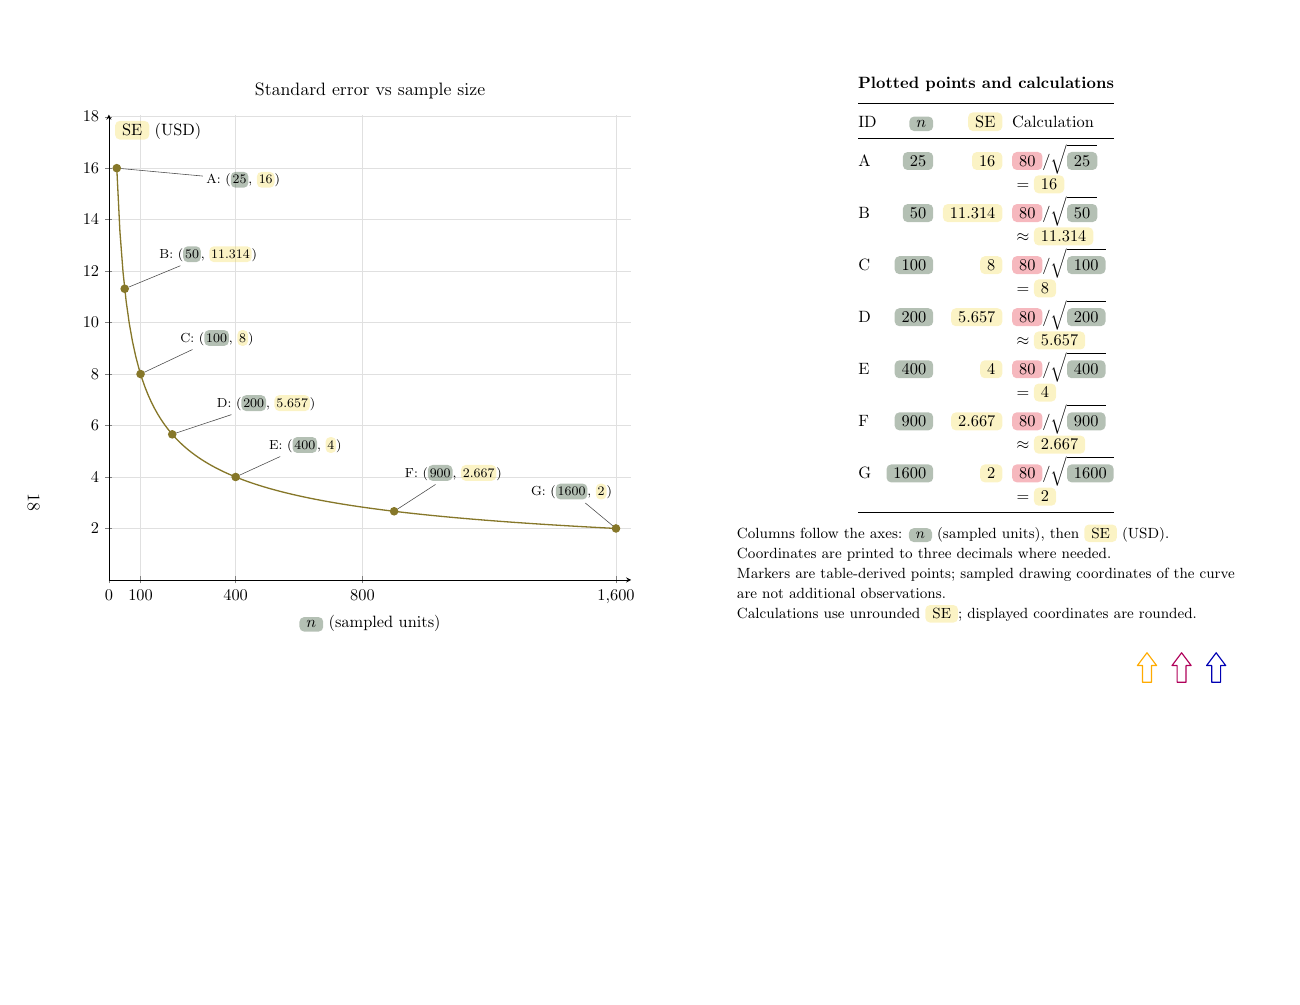 Standard error vs sample size
SE (USD)
18
16
14
12
10
8
6
4
2
A: (25, 16)
B: (50, 11.314)
C: (100, 8)
D: (200, 5.657)
E: (400, 4)
F: (900, 2.667)
G: (1600, 2)
0 100 400 800 1,600
n (sampled units)
Plotted points and calculations
ID n SE Calculation
A 25 16 80/√25
= 16
B 50 11.314 80/√50
≈ 11.314
C 100 8 80/√100
= 8
D 200 5.657 80/√200
≈ 5.657
E 400 4 80/√400
= 4
F 900 2.667 80/√900
≈ 2.667
G 1600 2 80/√1600
= 2
Columns follow the axes: n (sampled units), then SE (USD).
Coordinates are printed to three decimals where needed.
Markers are table-derived points; sampled drawing coordinates of the curve
are not additional observations.
Calculations use unrounded SE; displayed coordinates are rounded.
18